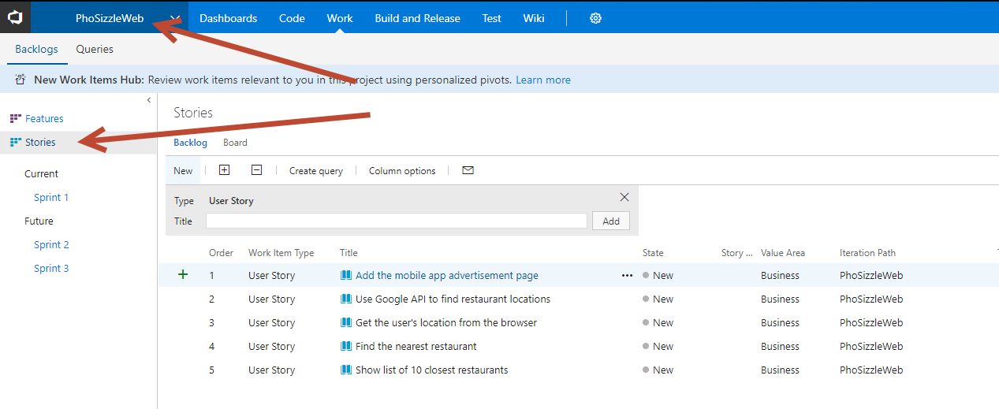 PhoSizzleWeb Dashboards Code Work Build and Release Test Wiki
Backlogs Queries
New Work Items Hub: Review work items relevant to you in this project using personalized pivots. Learn more
Features
Stories
Current
Sprint 1
Future
Sprint 2
Sprint 3
Stories
Backlog Board
New Create query Column options
Type User Story
Title Add
Order Work Item Type Title State Story ... Value Area Iteration Path
1 User Story Add the mobile app advertisement page ... New Business PhoSizzleWeb
2 User Story Use Google API to find restaurant locations New Business PhoSizzleWeb
3 User Story Get the user's location from the browser New Business PhoSizzleWeb
4 User Story Find the nearest restaurant New Business PhoSizzleWeb
5 User Story Show list of 10 closest restaurants New Business PhoSizzleWeb